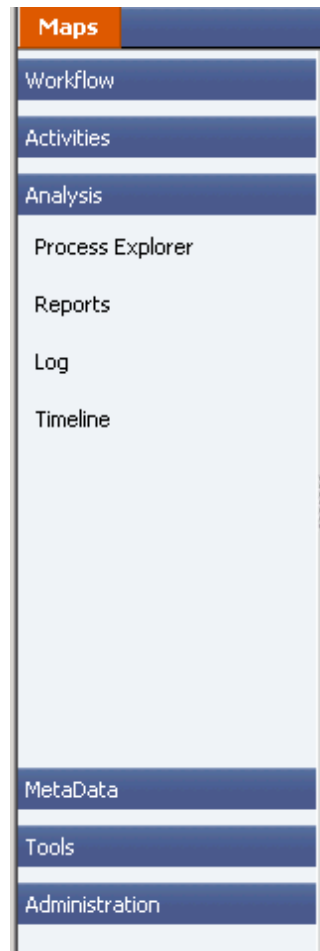 Maps
Workflow
Activities
Analysis
Process Explorer
Reports
Log
Timeline
MetaData
Tools
Administration